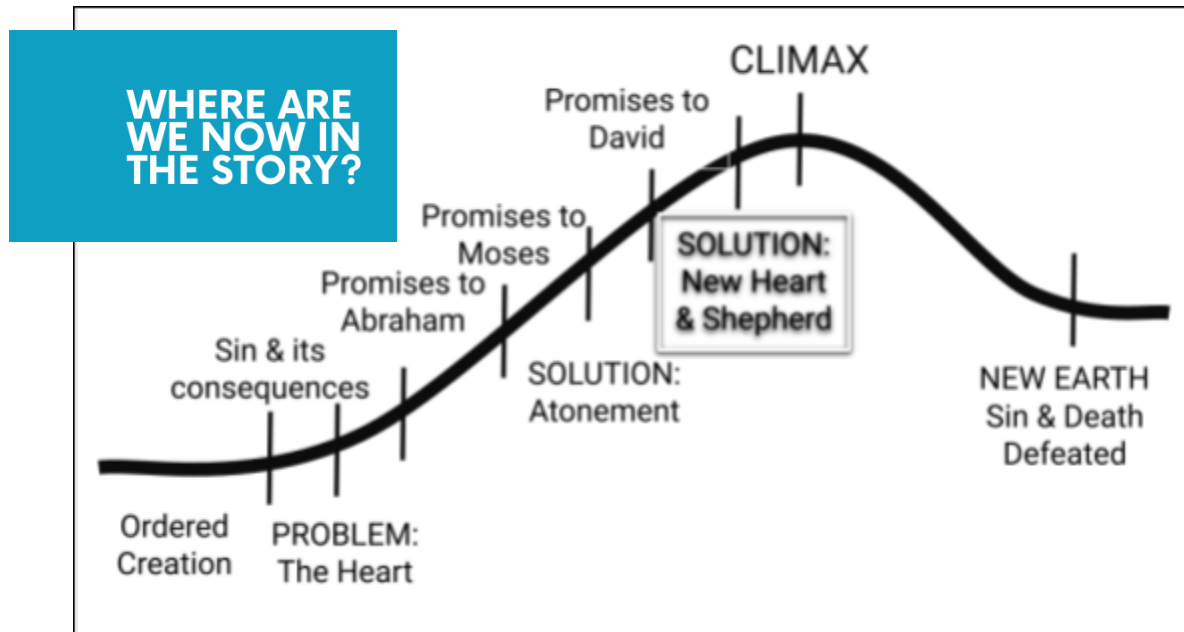 WHERE ARE
WE NOW IN
THE STORY?
CLIMAX
Promises to
David
Promises to
Moses
Promises to
Abraham
Sin & its
consequences
SOLUTION:
New Heart
& Shepherd
SOLUTION:
Atonement
NEW EARTH
Sin & Death
Defeated
Ordered
Creation
PROBLEM:
The Heart